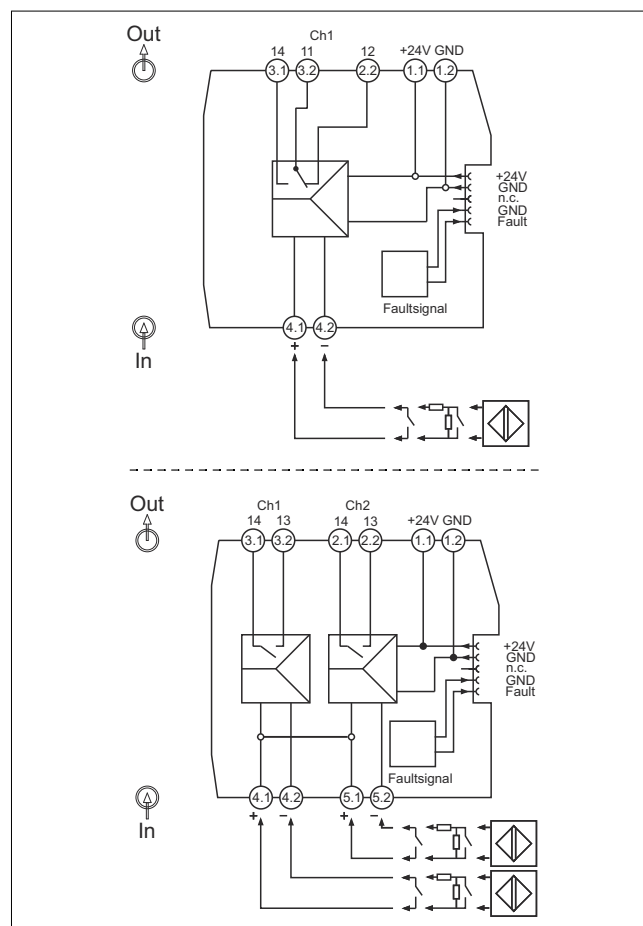 Out
Ch1
14 11 12 +24V GND
3.1 3.2 2.2 1.1 1.2
+24V
GND
n.c.
GND
Fault
Faultsignal
4.1 4.2
+ –
In
Out
Ch1 Ch2
14 13 14 13 +24V GND
3.1 3.2 2.1 2.2 1.1 1.2
+24V
GND
n.c.
GND
Fault
Faultsignal
4.1 4.2 5.1 5.2
+ – + –
In